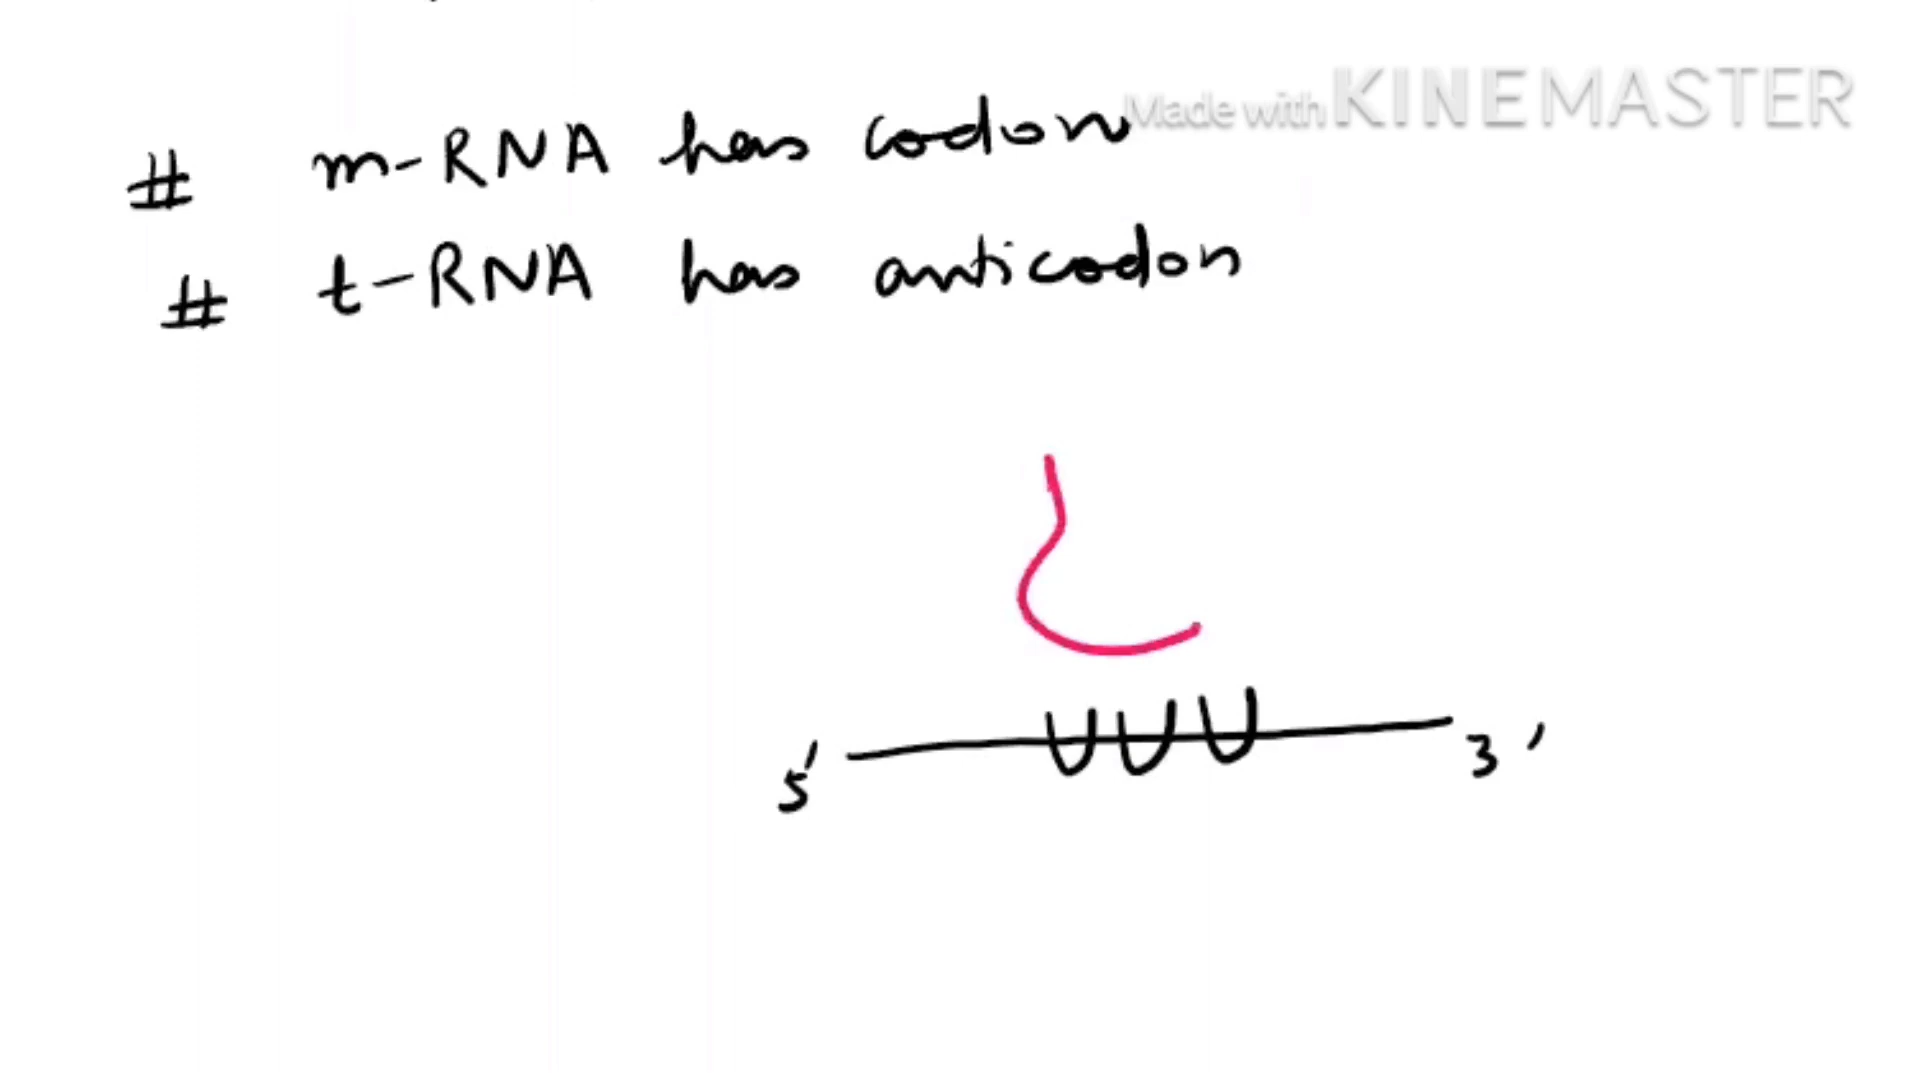 # m-RNA has codon
Made with KINEMASTER
# t-RNA has anticodon
5' UUU 3'